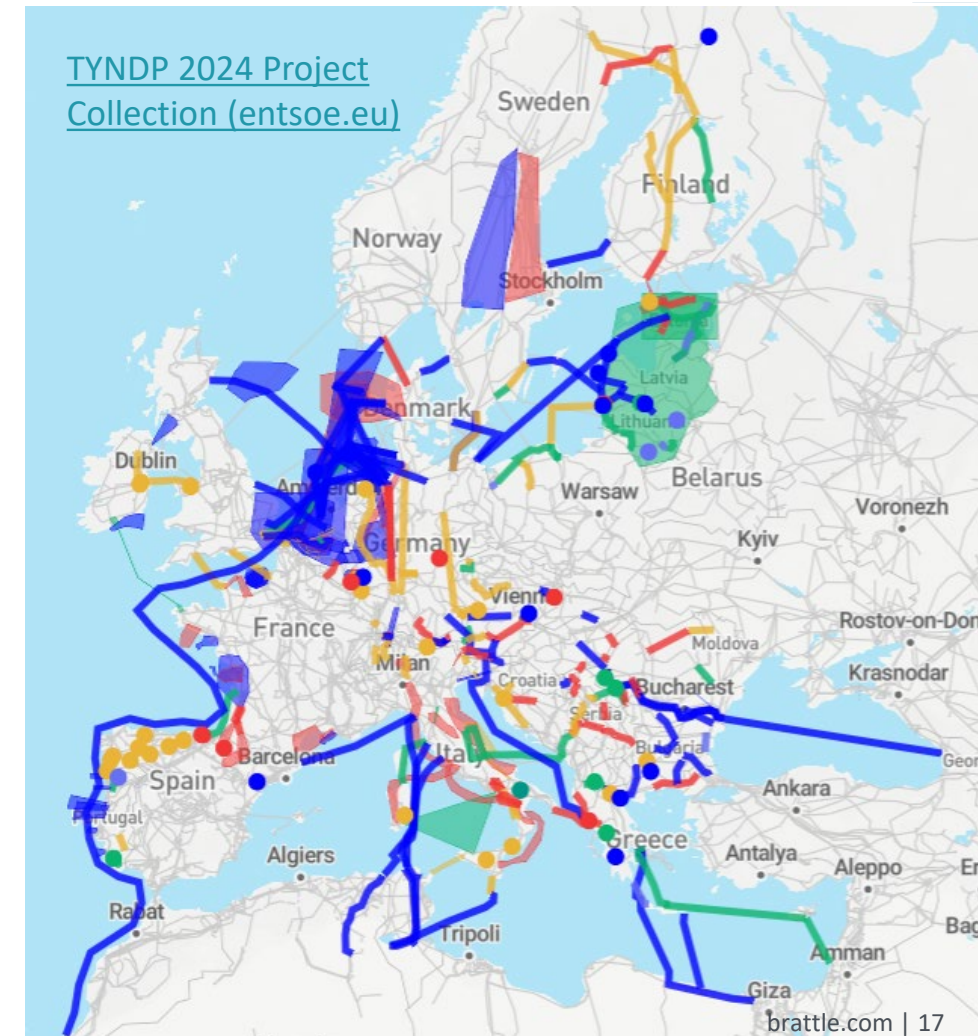 TYNDP 2024 Project
Collection (entsoe.eu)
Sweden
Finland
Norway
Stockholm
Latvia
Denmark
Dublin
Belarus
Warsaw
Voronezh
Germany
Kyiv
France
Rostov-on-Don
Moldova
Milan
Krasnodar
Croatia
Bucharest
Serbia
Bulgaria
Barcelona
Italy
Spain
Ankara
Portugal
Greece
Algiers
Antalya
Aleppo
Rabat
Tripoli
Amman
Giza
brattle.com | 17